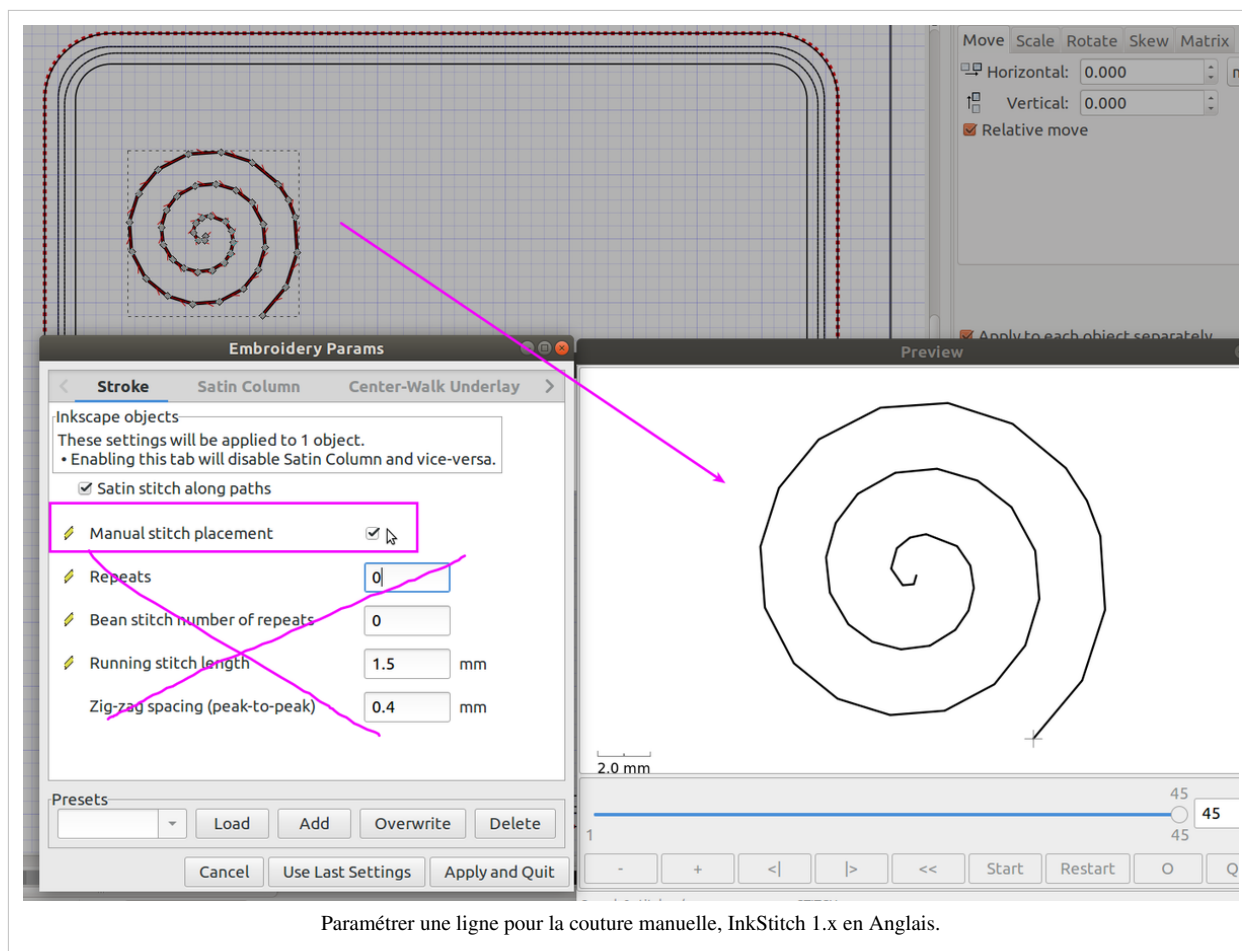 Move Scale Rotate Skew Matrix
Horizontal: 0.000
Vertical: 0.000
Relative move
Apply to each object separately
Embroidery Params
Preview
Stroke Satin Column Center-Walk Underlay
Inkscape objects
These settings will be applied to 1 object.
• Enabling this tab will disable Satin Column and vice-versa.
Satin stitch along paths
Manual stitch placement
Repeats 0
Bean stitch number of repeats 0
Running stitch length 1.5 mm
Zig-zag spacing (peak-to-peak) 0.4 mm
2.0 mm
Presets
Load Add Overwrite Delete
45
45
1 45
- + <| |> << Start Restart O Q
Cancel Use Last Settings Apply and Quit
Paramétrer une ligne pour la couture manuelle, InkStitch 1.x en Anglais.